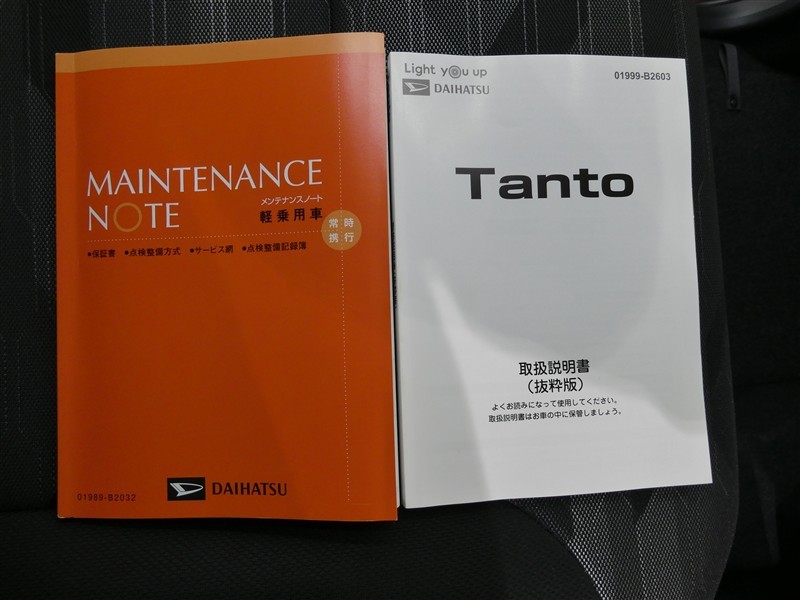 MAINTENANCE
NOTE
メンテナンスノート
軽乗用車
常時
携行
●保証書 ●点検整備方式 ●サービス網 ●点検整備記録簿
01989-B2032
DAIHATSU
Light you up
DAIHATSU
01999-B2603
Tanto
取扱説明書
（抜粋版）
よくお読みになって使用してください。
取扱説明書はお車の中に保管しましょう。